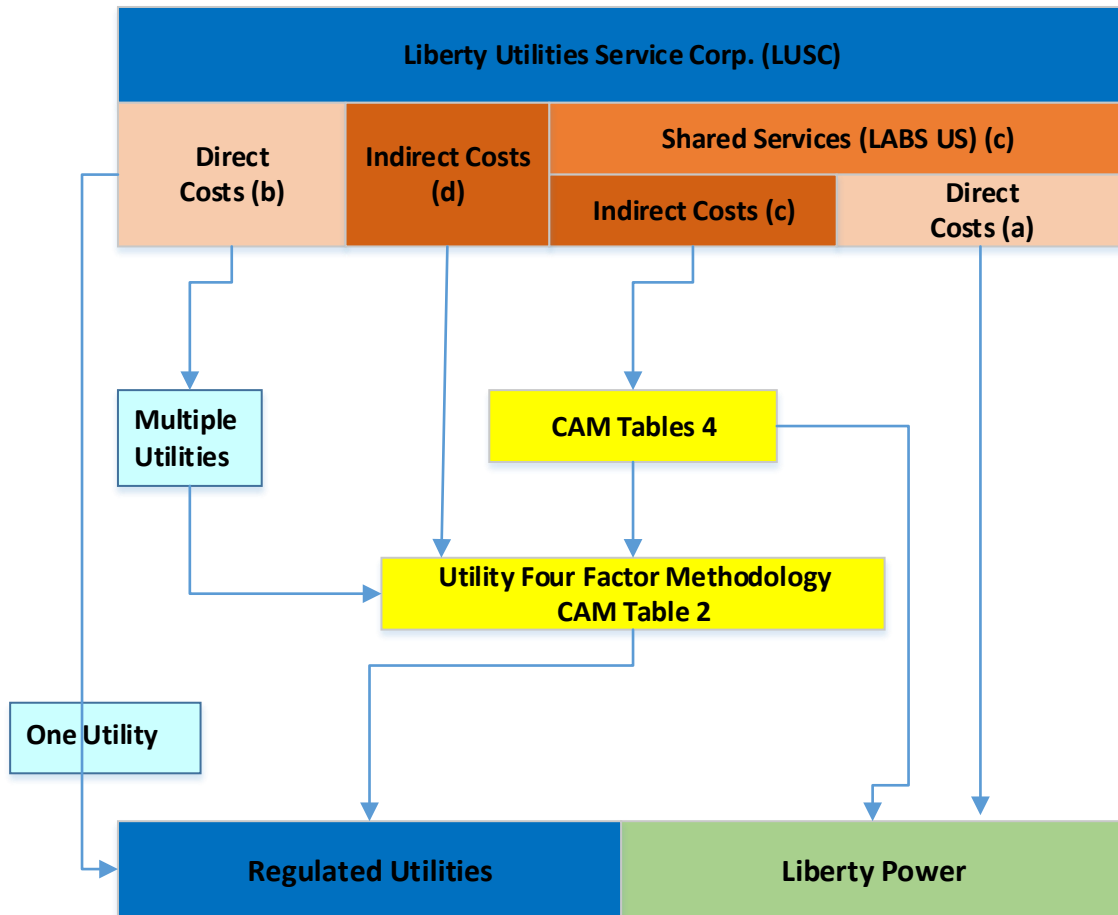 Liberty Utilities Service Corp. (LUSC)
Direct
Costs (b)
Indirect Costs
(d)
Shared Services (LABS US) (c)
Indirect Costs (c)
Direct
Costs (a)
Multiple
Utilities
CAM Tables 4
Utility Four Factor Methodology
CAM Table 2
One Utility
Regulated Utilities
Liberty Power